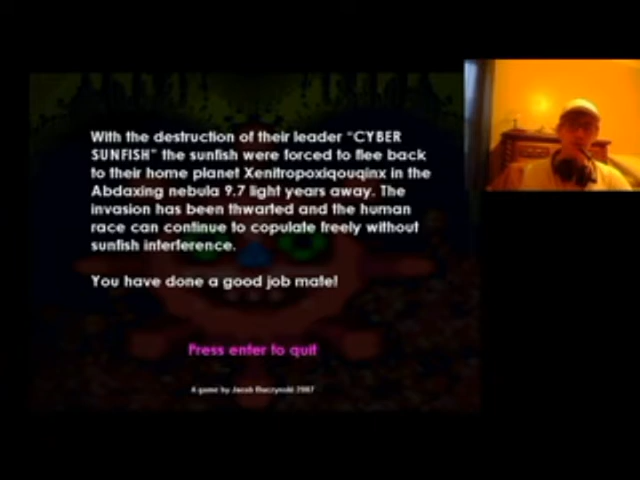 With the destruction of their leader "CYBER
SUNFISH" the sunfish were forced to flee back
to their home planet Xenitropoxiqouqinx in the
Abdaxing nebula 9.7 light years away. The
invasion has been thwarted and the human
race can continue to copulate freely without
sunfish interference.
You have done a good job mate!
Press enter to quit
A game by Jacob Buczynski 2007